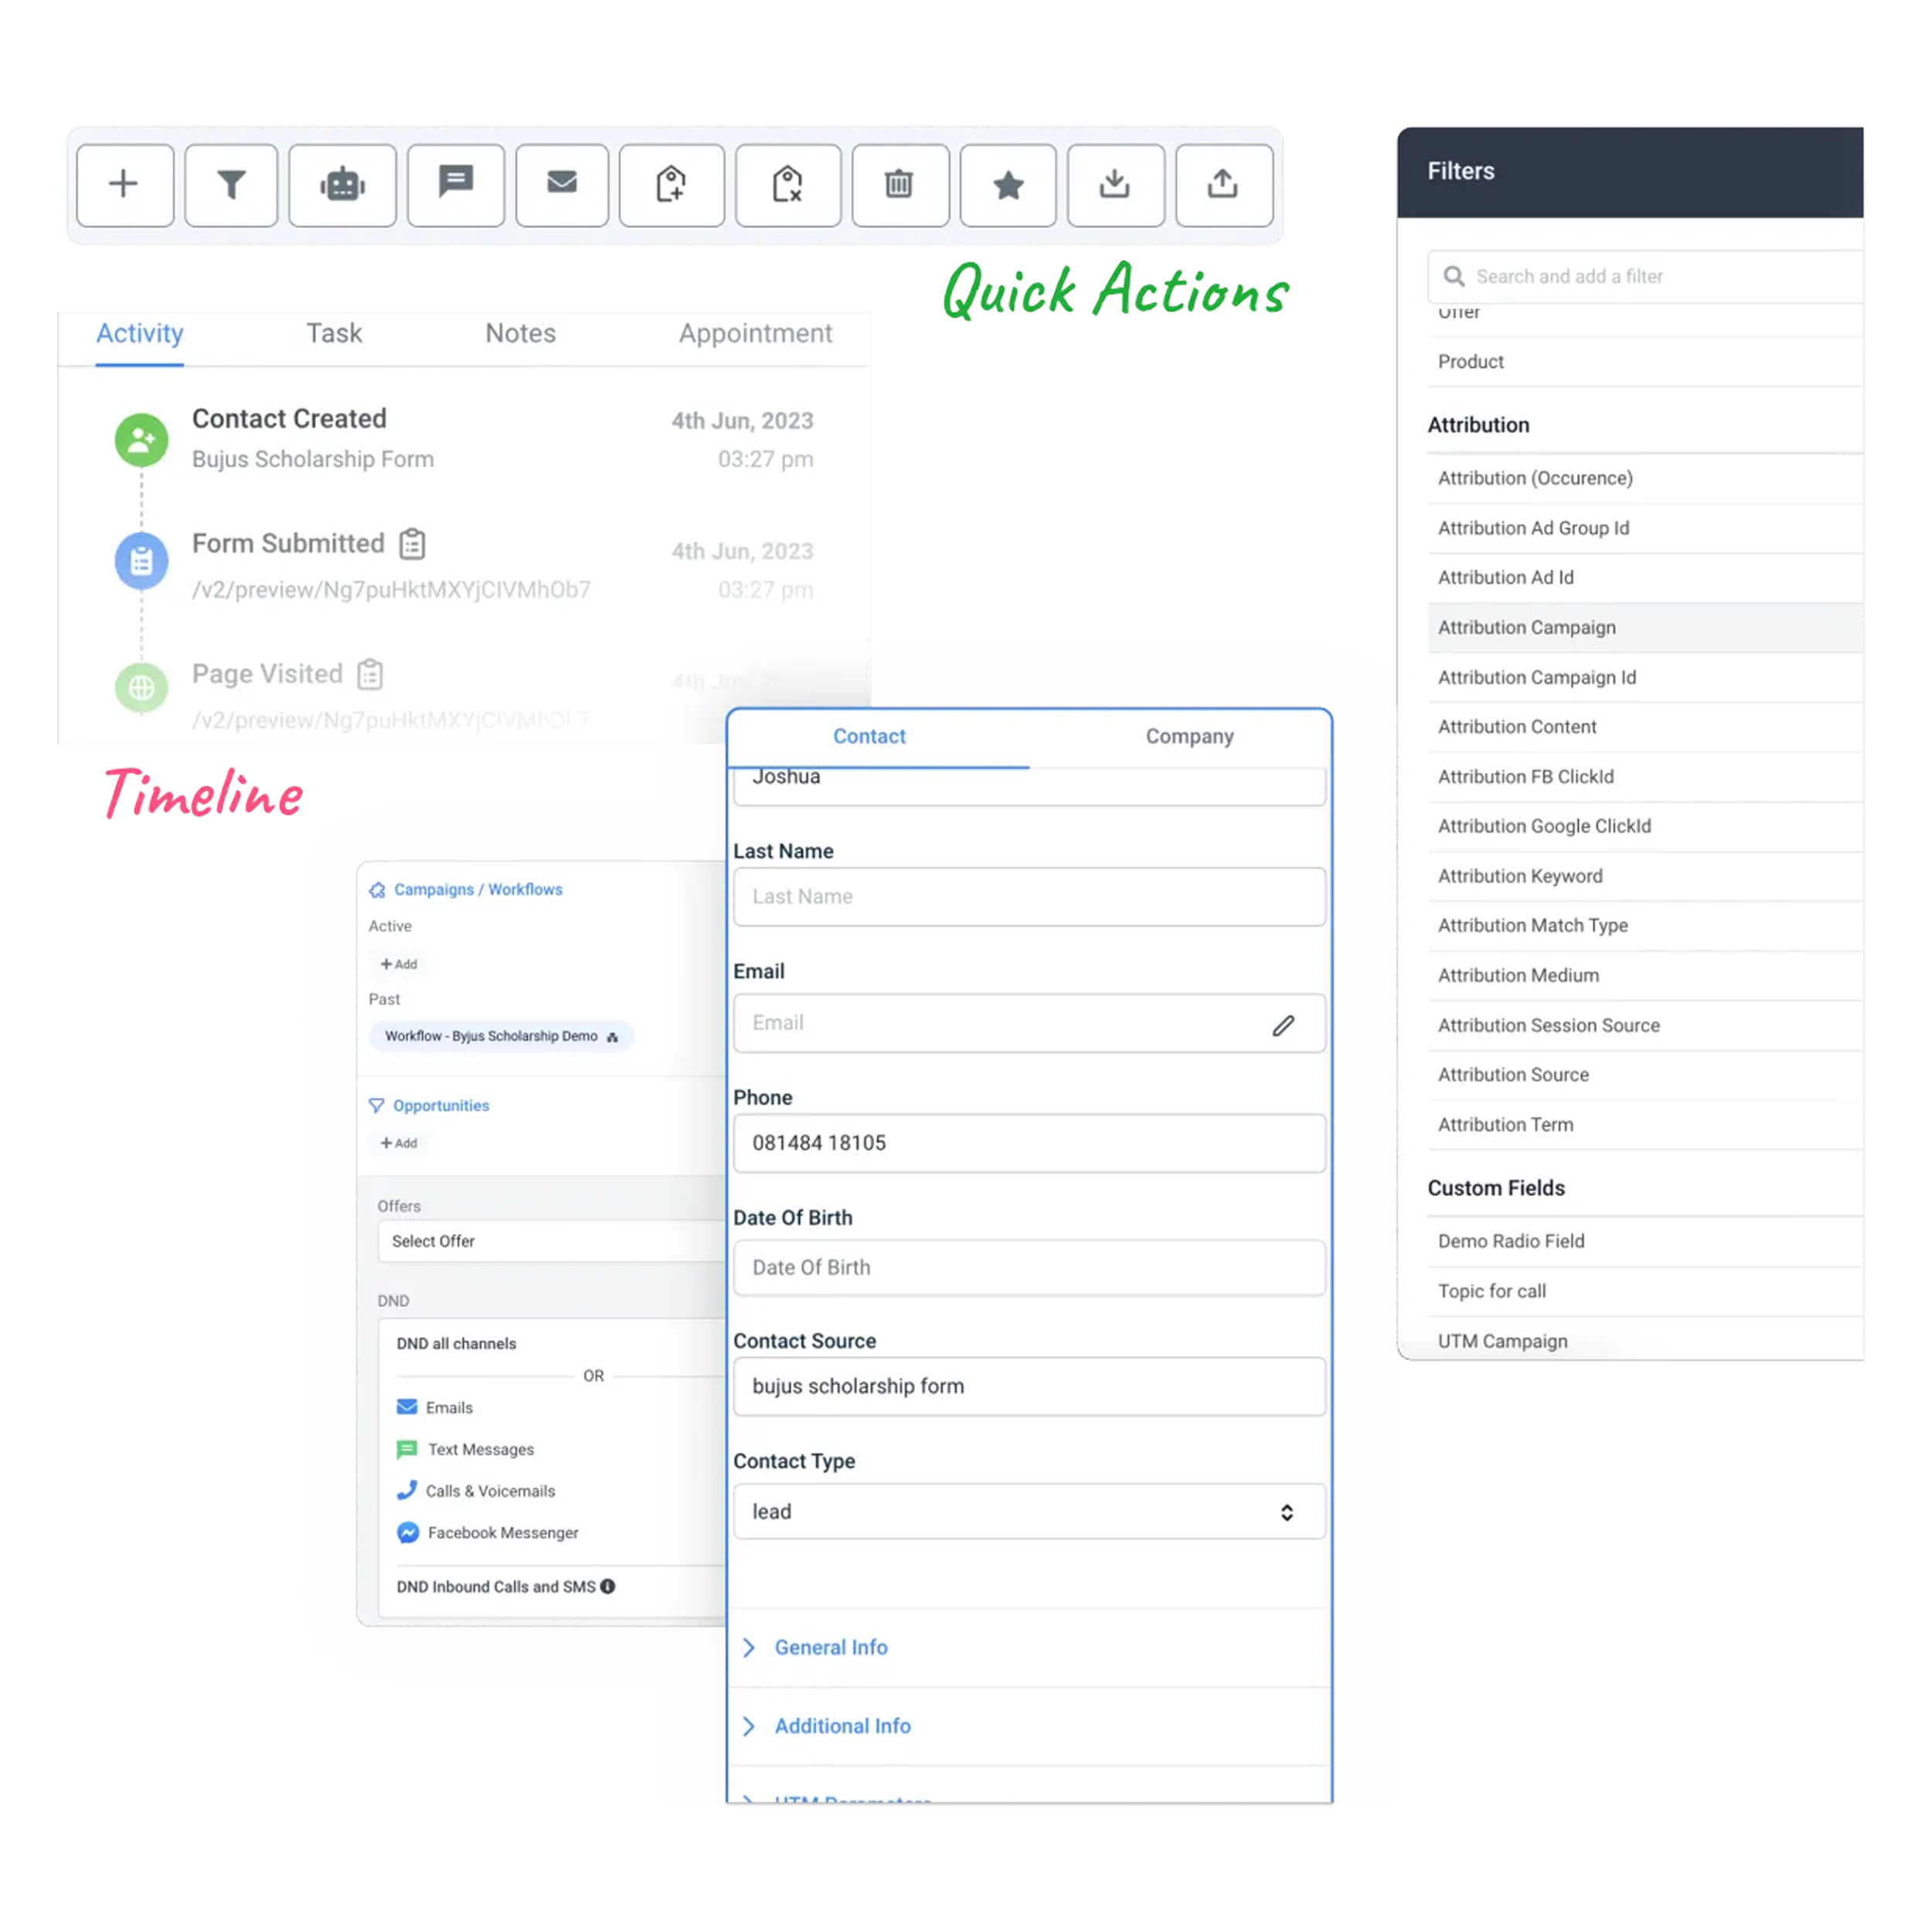 Quick Actions
Activity Task Notes Appointment
Contact Created 4th Jun, 2023
Bujus Scholarship Form 03:27 pm
Form Submitted 4th Jun, 2023
/v2/preview/Ng7puHktMXYjCIVMhOb7 03:27 pm
Page Visited 4th Jun,
/v2/preview/Ng7puHktMXYjCIVMhOb7
Timeline
Campaigns / Workflows
Active
+ Add
Past
Workflow - Byjus Scholarship Demo
Opportunities
+ Add
Offers
Select Offer
DND
DND all channels
OR
Emails
Text Messages
Calls & Voicemails
Facebook Messenger
DND Inbound Calls and SMS
Contact Company
Joshua
Last Name
Last Name
Email
Email
Phone
081484 18105
Date Of Birth
Date Of Birth
Contact Source
bujus scholarship form
Contact Type
lead
General Info
Additional Info
UTM Parameters
Filters
Search and add a filter
Offer
Product
Attribution
Attribution (Occurence)
Attribution Ad Group Id
Attribution Ad Id
Attribution Campaign
Attribution Campaign Id
Attribution Content
Attribution FB ClickId
Attribution Google ClickId
Attribution Keyword
Attribution Match Type
Attribution Medium
Attribution Session Source
Attribution Source
Attribution Term
Custom Fields
Demo Radio Field
Topic for call
UTM Campaign